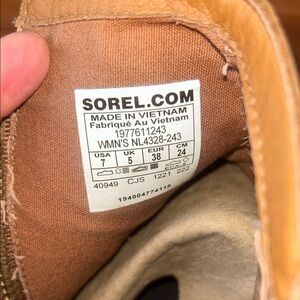 SOREL.COM
MADE IN VIETNAM
Fabriqué Au Vietnam
1977611243
WMN'S NL4328-243
USA UK EUR CM
7 5 38 24
40949 CJS 1221 222
194004774118